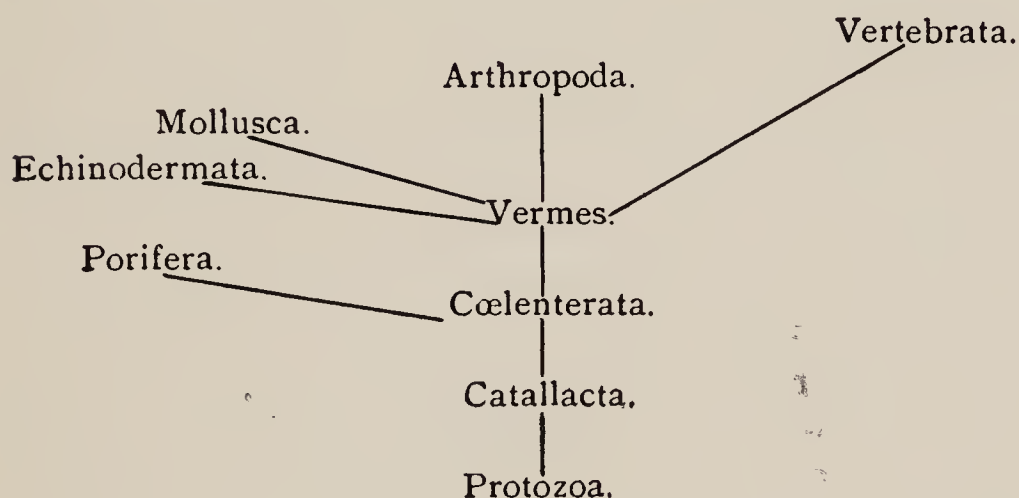 Vertebrata.
Arthropoda.
Mollusca.
Echinodermata.
Vermes.
Porifera.
Cœlenterata.
Catallacta.
Protozoa.